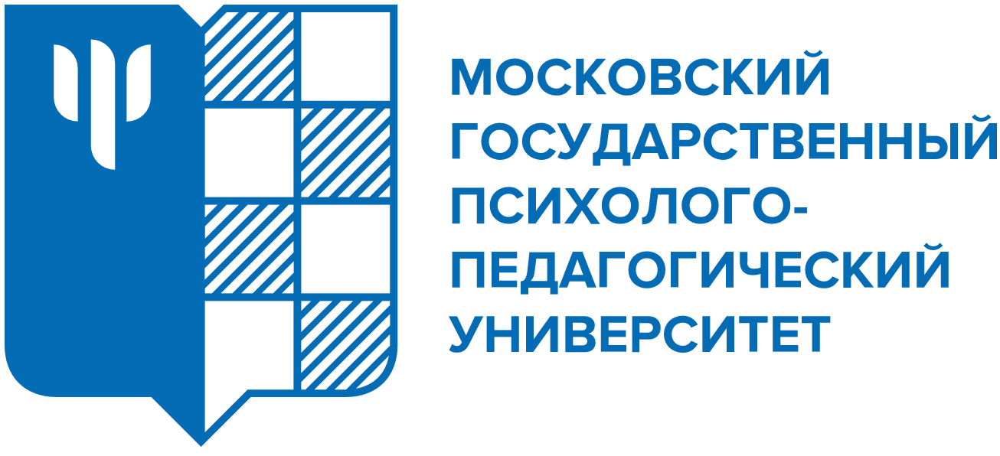 МОСКОВСКИЙ
ГОСУДАРСТВЕННЫЙ
ПСИХОЛОГО-
ПЕДАГОГИЧЕСКИЙ
УНИВЕРСИТЕТ